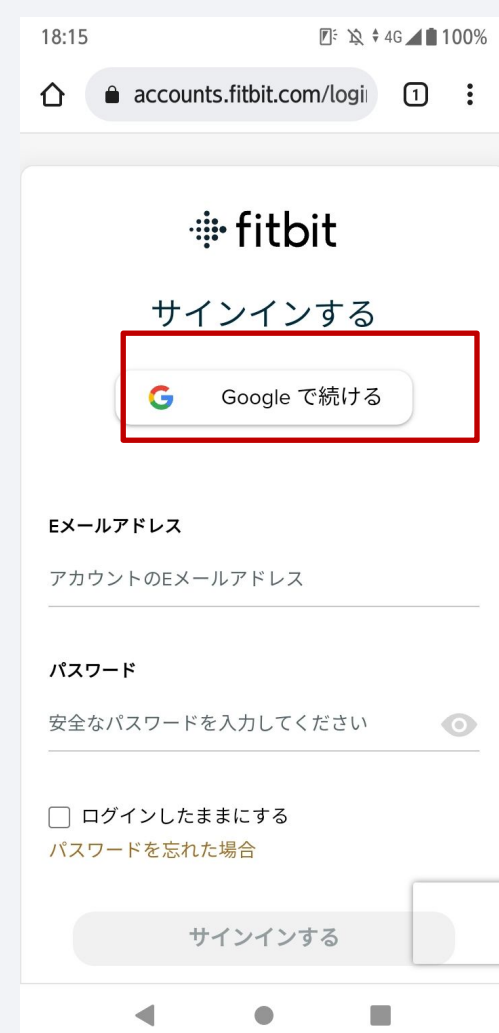 18:15
4G 100%
accounts.fitbit.com/login
1
fitbit
サインインする
Google で続ける
Eメールアドレス
アカウントのEメールアドレス
パスワード
安全なパスワードを入力してください
ログインしたままにする
パスワードを忘れた場合
サインインする